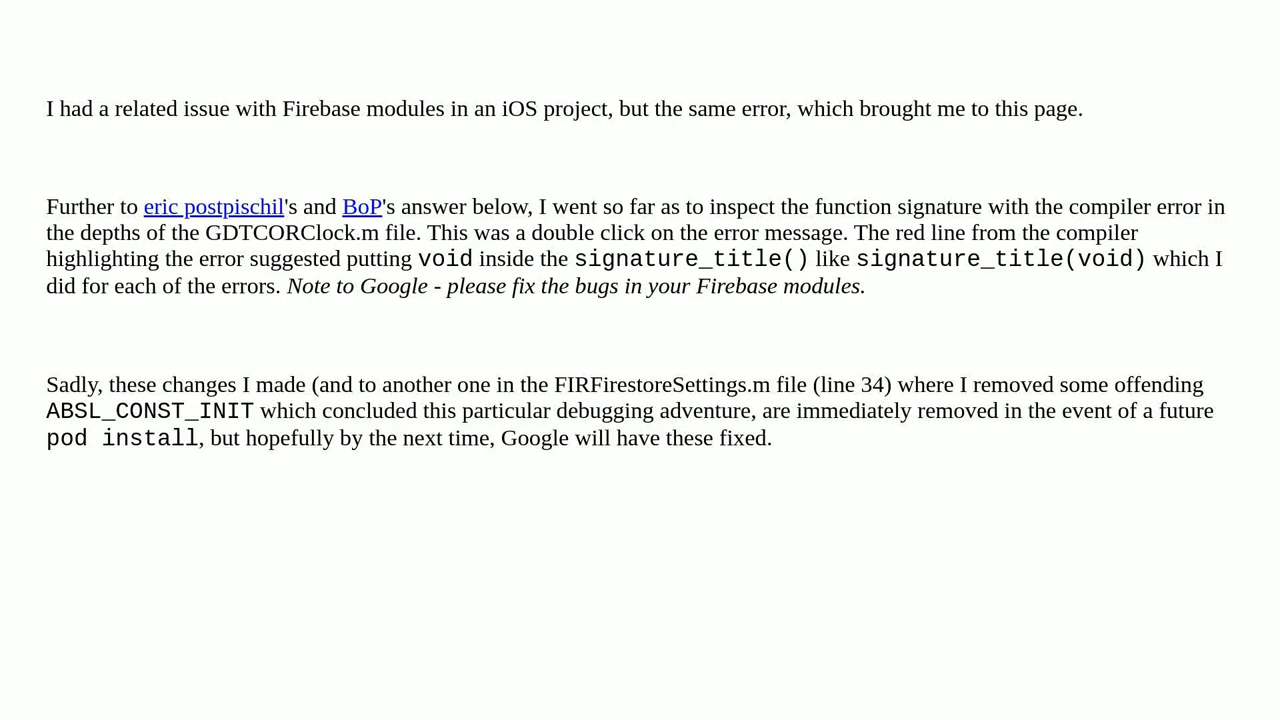 I had a related issue with Firebase modules in an iOS project, but the same error, which brought me to this page.
Further to eric postpischil's and BoP's answer below, I went so far as to inspect the function signature with the compiler error in
the depths of the GDTCORClock.m file. This was a double click on the error message. The red line from the compiler
highlighting the error suggested putting void inside the signature_title() like signature_title(void) which I
did for each of the errors. Note to Google - please fix the bugs in your Firebase modules.
Sadly, these changes I made (and to another one in the FIRFirestoreSettings.m file (line 34) where I removed some offending
ABSL_CONST_INIT which concluded this particular debugging adventure, are immediately removed in the event of a future
pod install, but hopefully by the next time, Google will have these fixed.